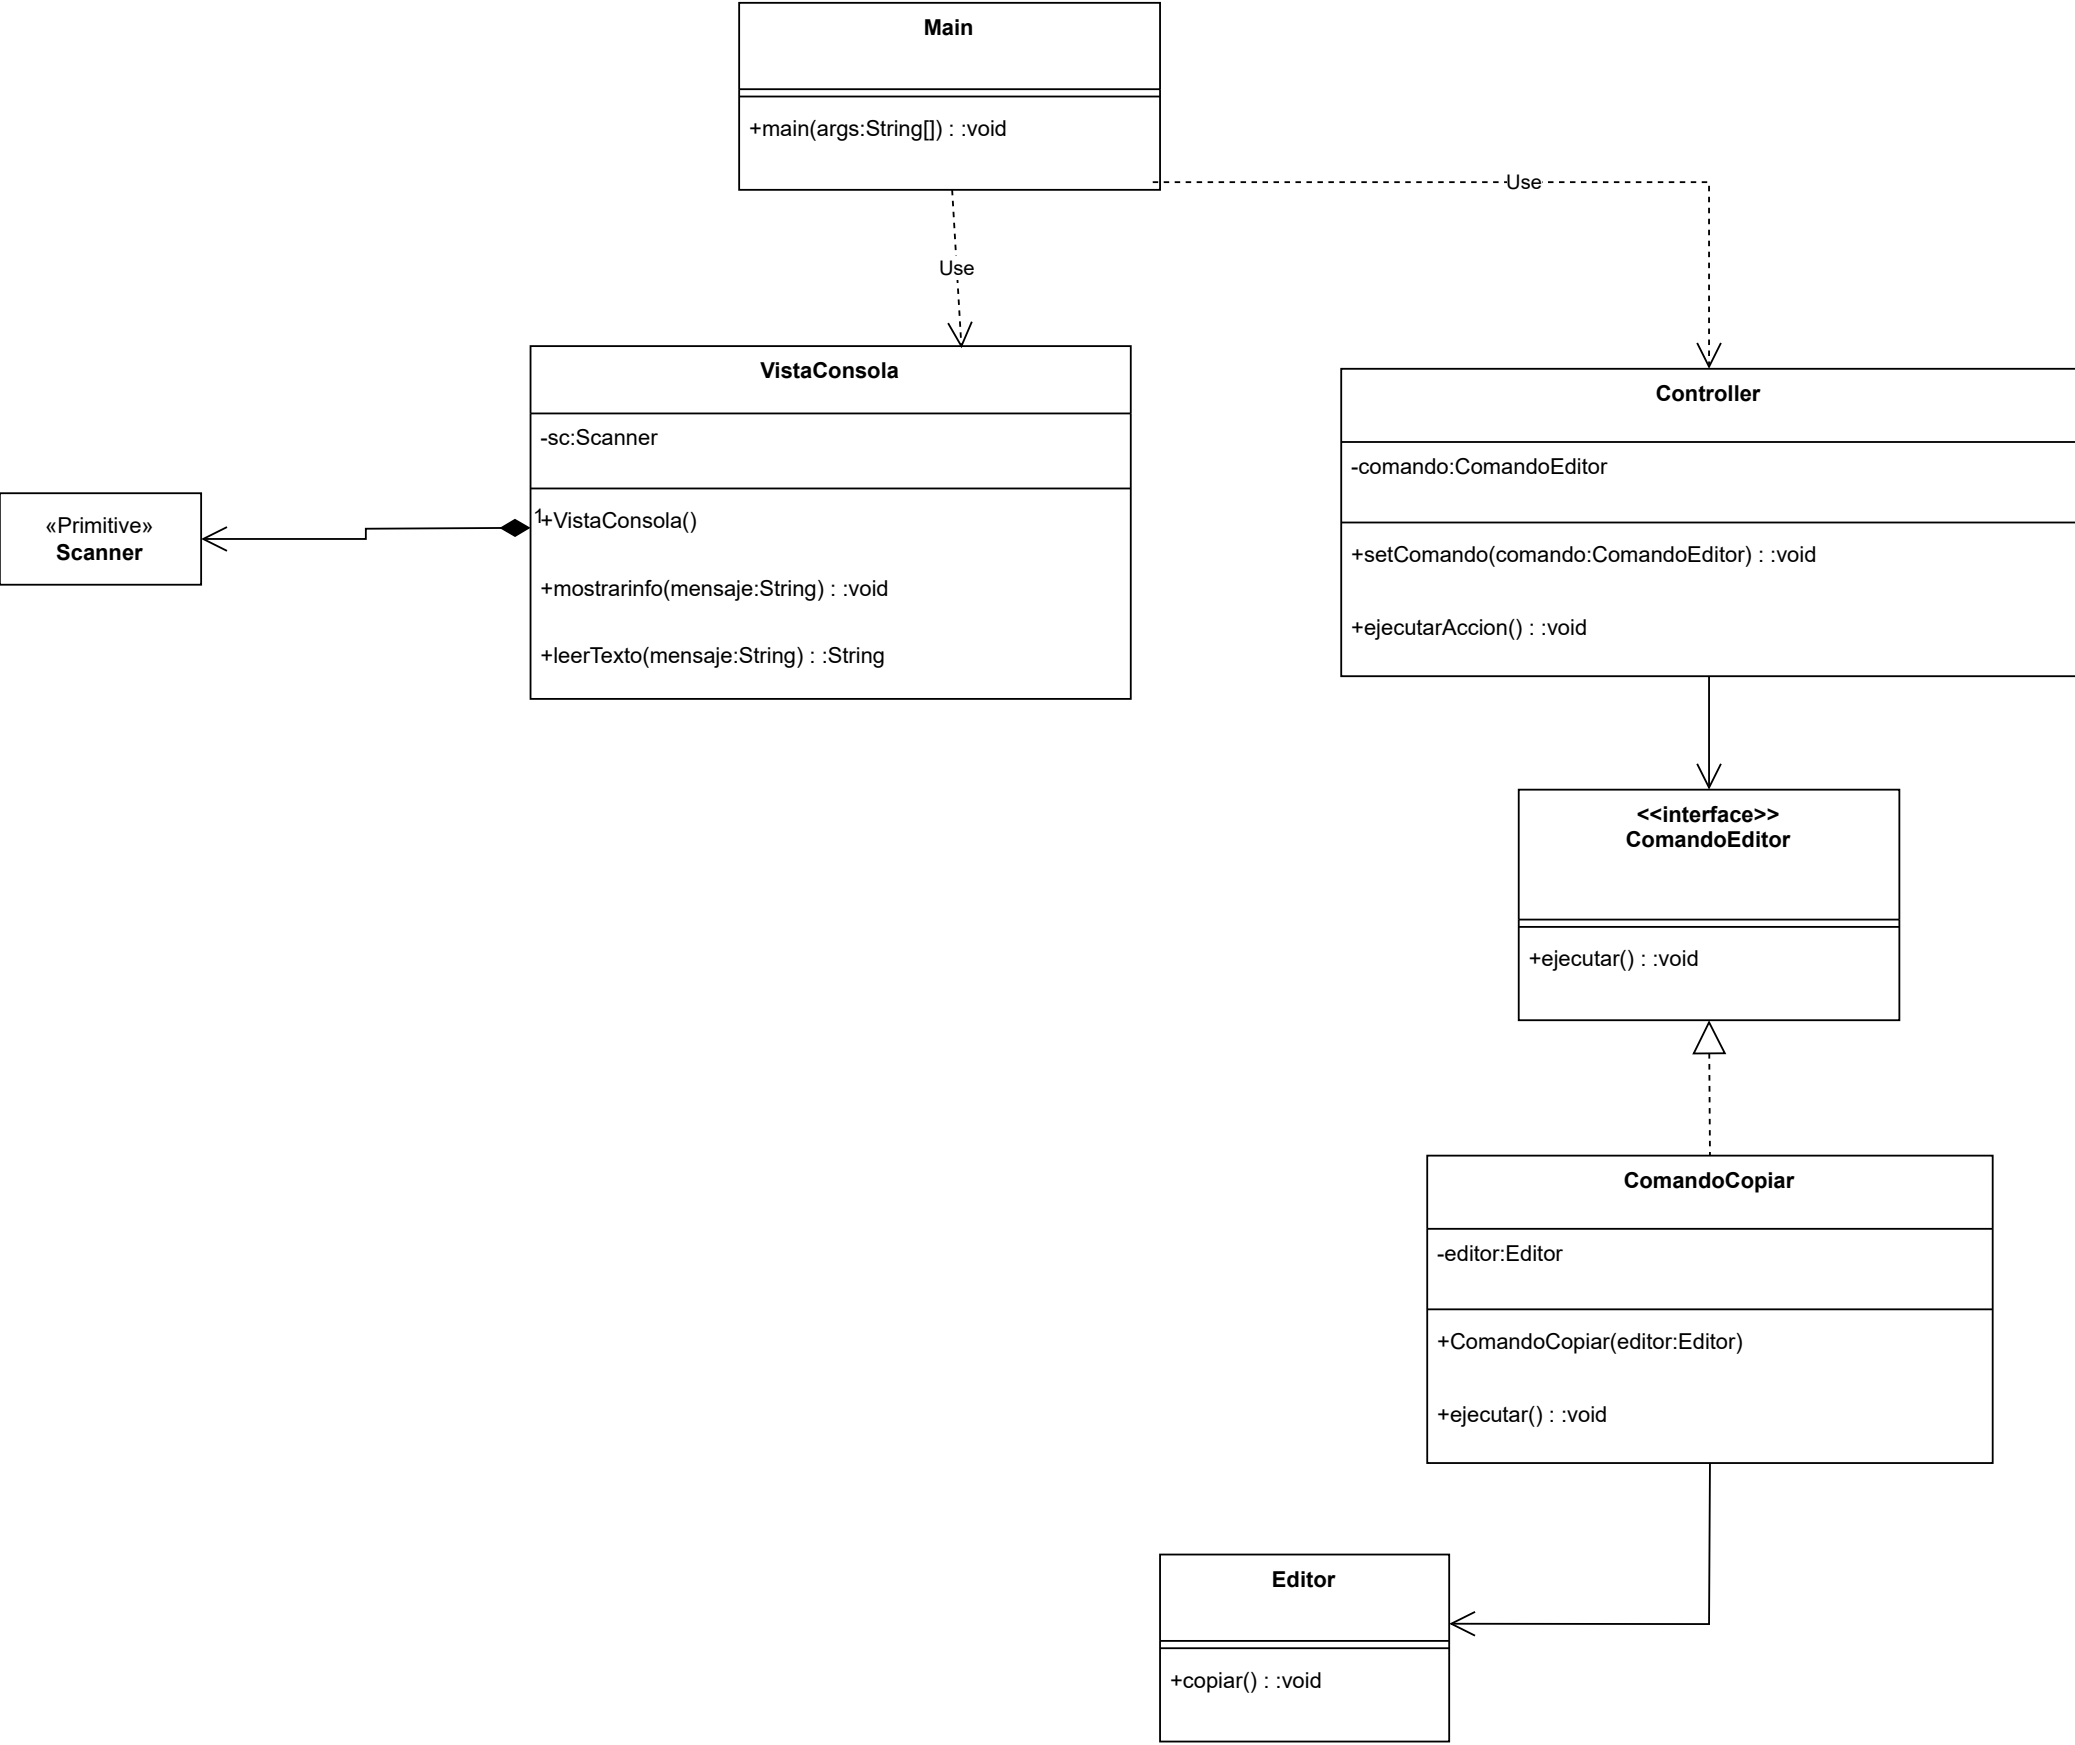 Main
+main(args:String[]) : :void
Use
Use
VistaConsola
-sc:Scanner
1
+VistaConsola()
+mostrarinfo(mensaje:String) : :void
+leerTexto(mensaje:String) : :String
«Primitive»
Scanner
Controller
-comando:ComandoEditor
+setComando(comando:ComandoEditor) : :void
+ejecutarAccion() : :void
<<interface>>
ComandoEditor
+ejecutar() : :void
ComandoCopiar
-editor:Editor
+ComandoCopiar(editor:Editor)
+ejecutar() : :void
Editor
+copiar() : :void